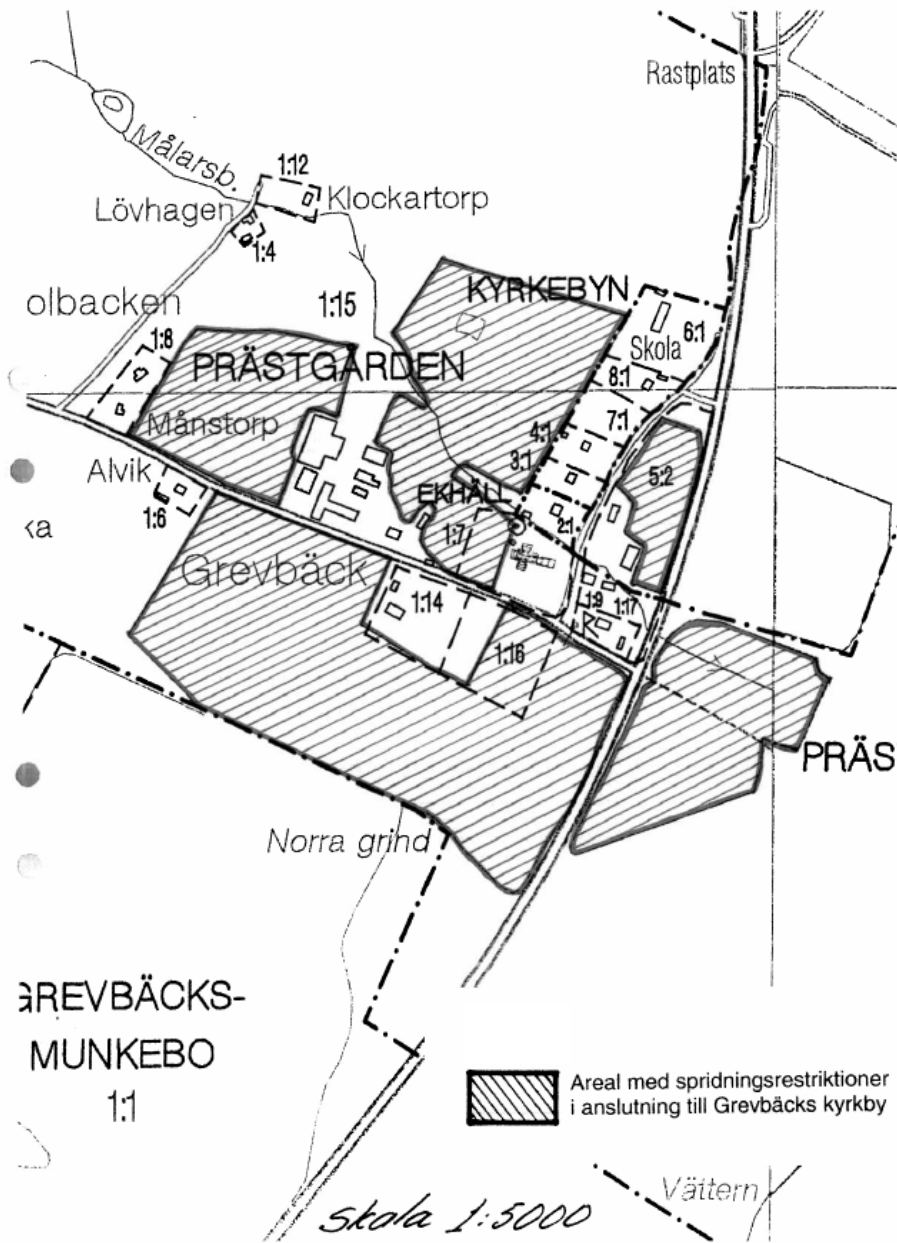 Rastplats
Målarsb.
1:12
Klockartorp
Lövhagen
1:4
olbacken
1:15
KYRKEBYN
6:1
Skola
1:8
PRÄSTGÅRDEN
8:1
7:1
Månstorp
4:1
3:1
Alvik
5:2
1:6
EKHÄLL
ka
1:7
2:1
Grevbäck
1:14
1:9
1:17
K
1:16
PRÄS
Norra grind
GREVBÄCKS-
MUNKEBO
1:1
Areal med spridningsrestriktioner
i anslutning till Grevbäcks kyrkby
Vättern
Skala 1:5000